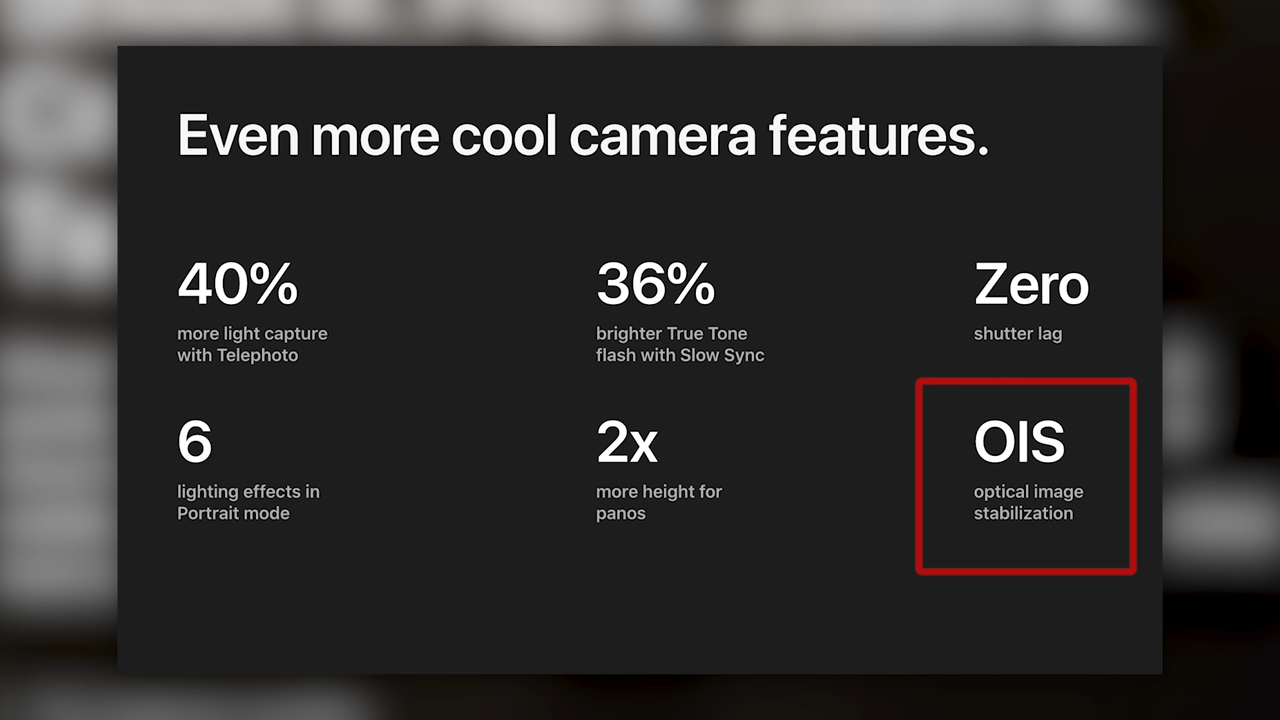 Even more cool camera features.
40%
more light capture
with Telephoto
36%
brighter True Tone
flash with Slow Sync
Zero
shutter lag
6
lighting effects in
Portrait mode
2x
more height for
panos
OIS
optical image
stabilization